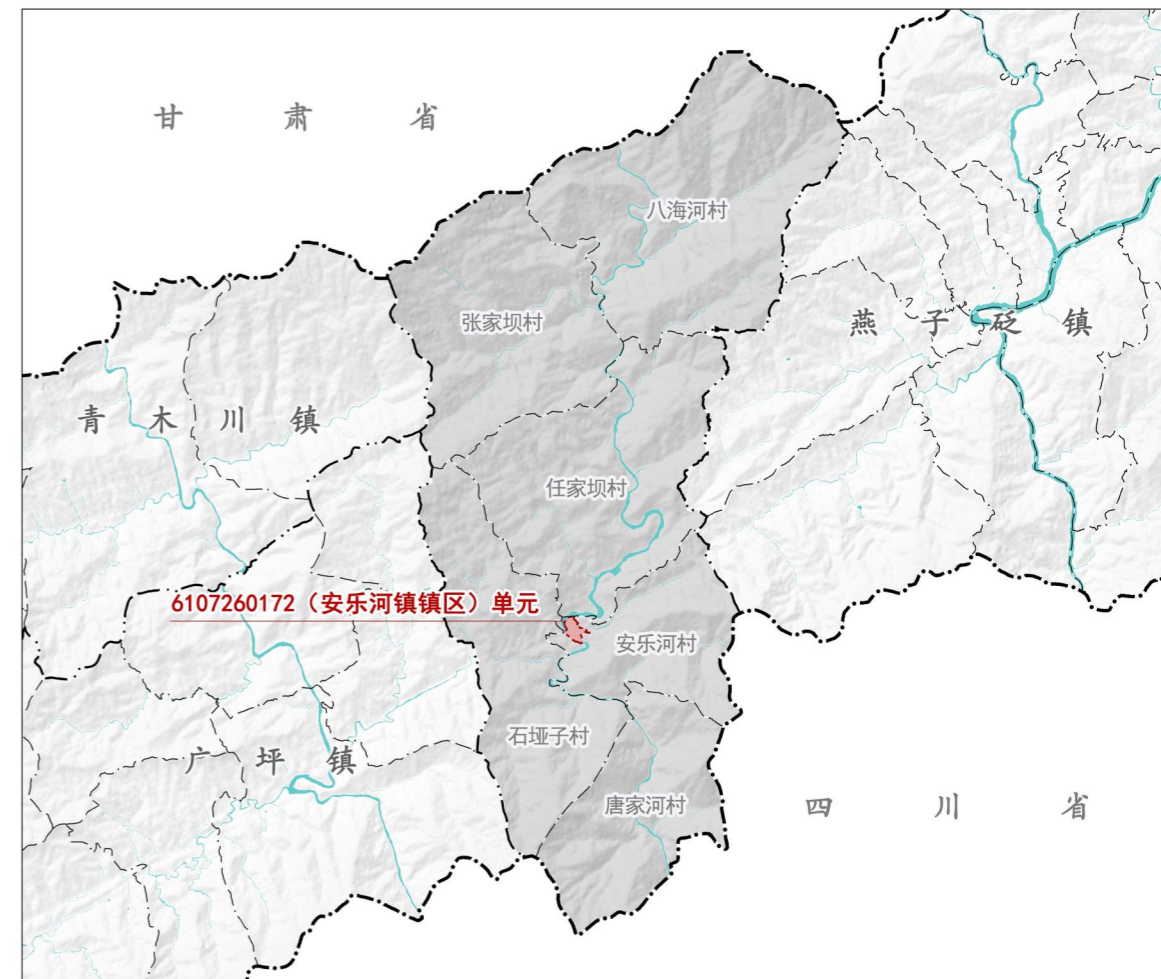 甘肃省
八海河村
张家坝村
燕子砭镇
青木川镇
任家坝村
6107260172（安乐河镇镇区）单元
安乐河村
石垭子村
广坪镇
唐家河村
四川省